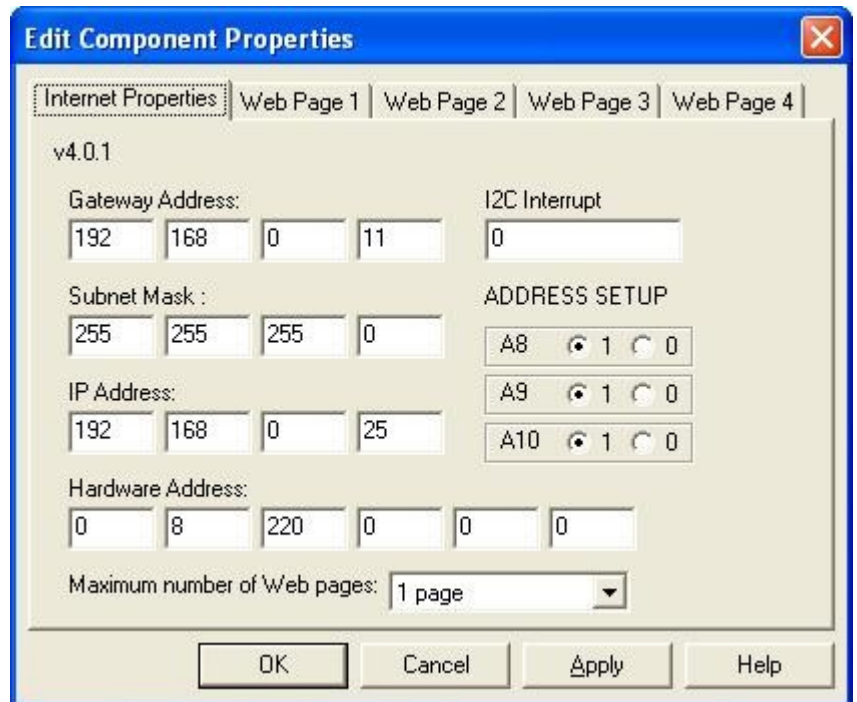 Edit Component Properties
Internet Properties Web Page 1 Web Page 2 Web Page 3 Web Page 4
v4.0.1
Gateway Address:
192 168 0 11
I2C Interrupt
0
Subnet Mask :
255 255 255 0
ADDRESS SETUP
A8 1 0
A9 1 0
A10 1 0
IP Address:
192 168 0 25
Hardware Address:
0 8 220 0 0 0
Maximum number of Web pages: 1 page
OK Cancel Apply Help